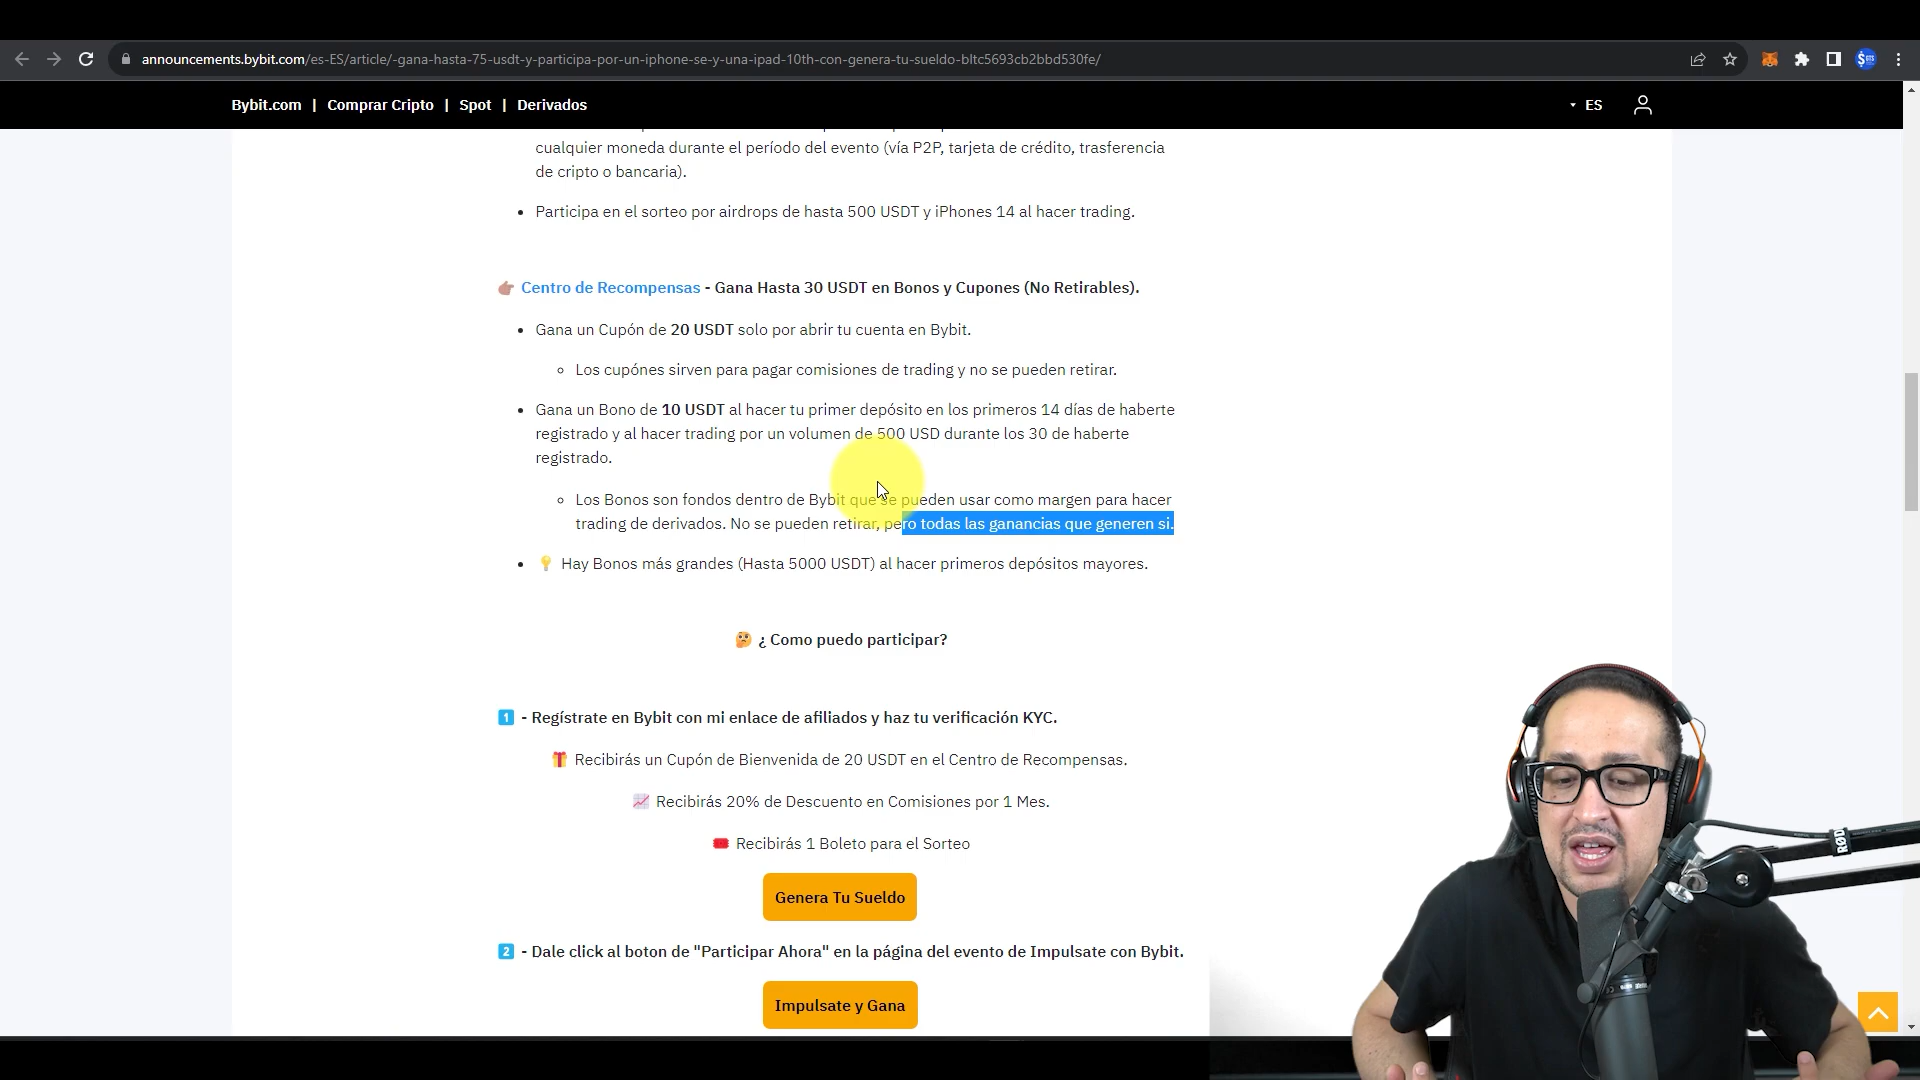 announcements.bybit.com/es-ES/article/-gana-hasta-75-usdt-y-participa-por-un-iphone-se-y-una-ipad-10th-con-genera-tu-sueldo-bltc5693cb2bbd530fe/
Bybit.com | Comprar Cripto | Spot | Derivados
ES
cualquier moneda durante el período del evento (vía P2P, tarjeta de crédito, trasferencia
de cripto o bancaria).
Participa en el sorteo por airdrops de hasta 500 USDT y iPhones 14 al hacer trading.
Centro de Recompensas - Gana Hasta 30 USDT en Bonos y Cupones (No Retirables).
Gana un Cupón de 20 USDT solo por abrir tu cuenta en Bybit.
Los cupónes sirven para pagar comisiones de trading y no se pueden retirar.
Gana un Bono de 10 USDT al hacer tu primer depósito en los primeros 14 días de haberte
registrado y al hacer trading por un volumen de 500 USD durante los 30 de haberte
registrado.
Los Bonos son fondos dentro de Bybit que se pueden usar como margen para hacer
trading de derivados. No se pueden retirar, pero todas las ganancias que generen si.
Hay Bonos más grandes (Hasta 5000 USDT) al hacer primeros depósitos mayores.
¿ Como puedo participar?
1 - Regístrate en Bybit con mi enlace de afiliados y haz tu verificación KYC.
Recibirás un Cupón de Bienvenida de 20 USDT en el Centro de Recompensas.
Recibirás 20% de Descuento en Comisiones por 1 Mes.
Recibirás 1 Boleto para el Sorteo
Genera Tu Sueldo
2 - Dale click al boton de "Participar Ahora" en la página del evento de Impulsate con Bybit.
Impulsate y Gana
RØDE